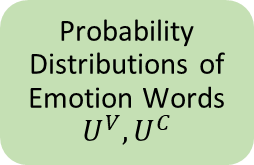 Probability
Distributions of
Emotion Words
𝑈^𝑉, 𝑈^𝐶